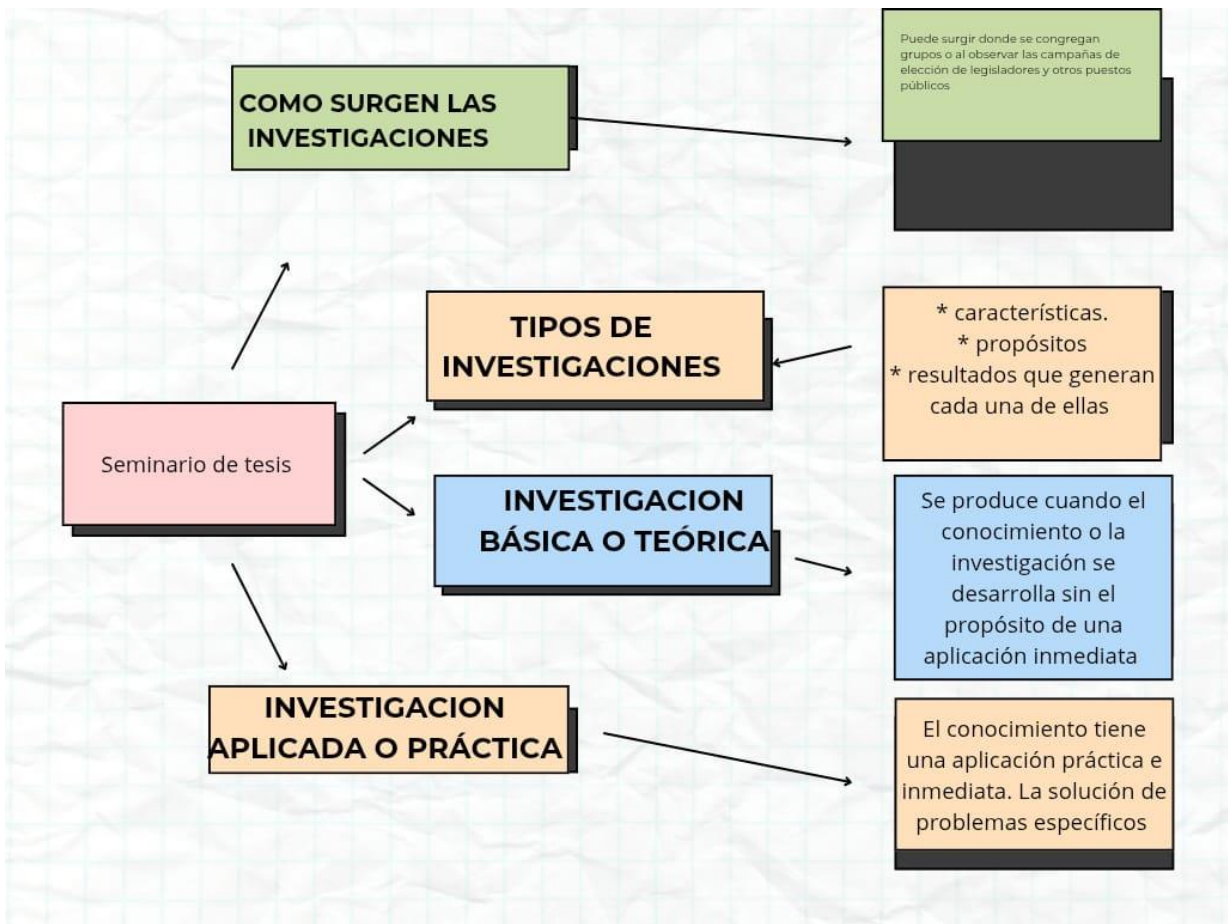 COMO SURGEN LAS
INVESTIGACIONES
Puede surgir donde se congregan
grupos o al observar las campañas de
elección de legisladores y otros puestos
públicos
TIPOS DE
INVESTIGACIONES
* características.
* propósitos
* resultados que generan
cada una de ellas
Seminario de tesis
INVESTIGACION
BÁSICA O TEÓRICA
Se produce cuando el
conocimiento o la
investigación se
desarrolla sin el
propósito de una
aplicación inmediata
INVESTIGACION
APLICADA O PRÁCTICA
El conocimiento tiene
una aplicación práctica e
inmediata. La solución de
problemas específicos